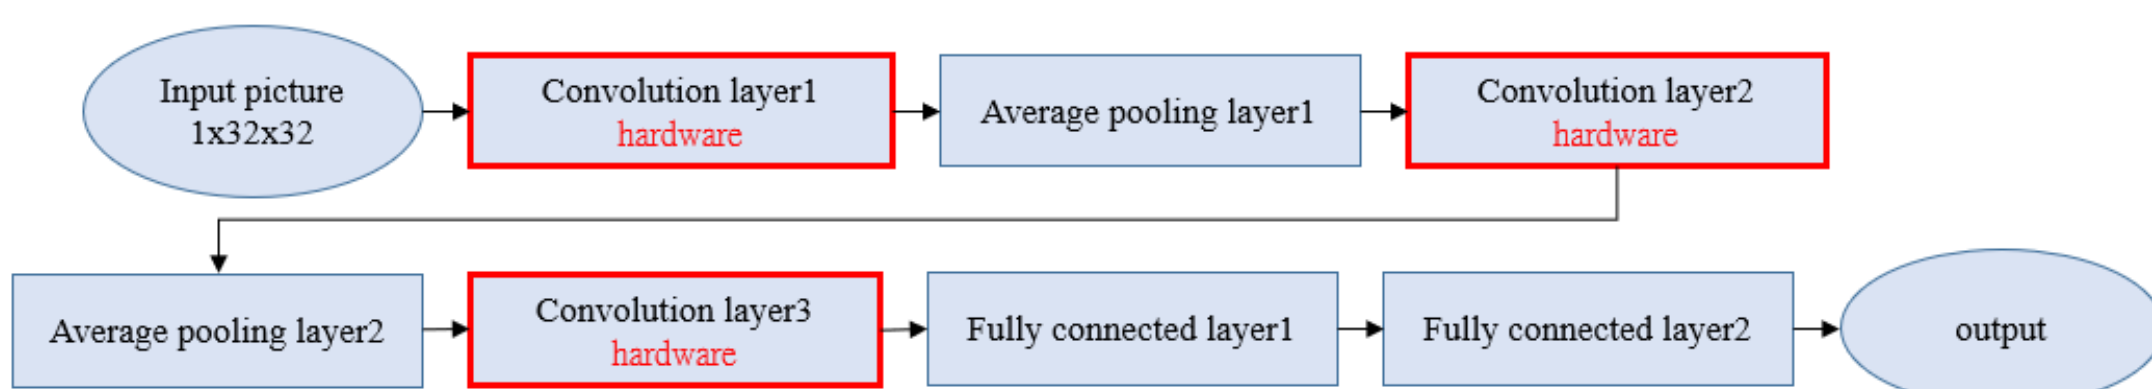 Input picture
1x32x32
Convolution layer1
hardware
Average pooling layer1
Convolution layer2
hardware
Average pooling layer2
Convolution layer3
hardware
Fully connected layer1
Fully connected layer2
output